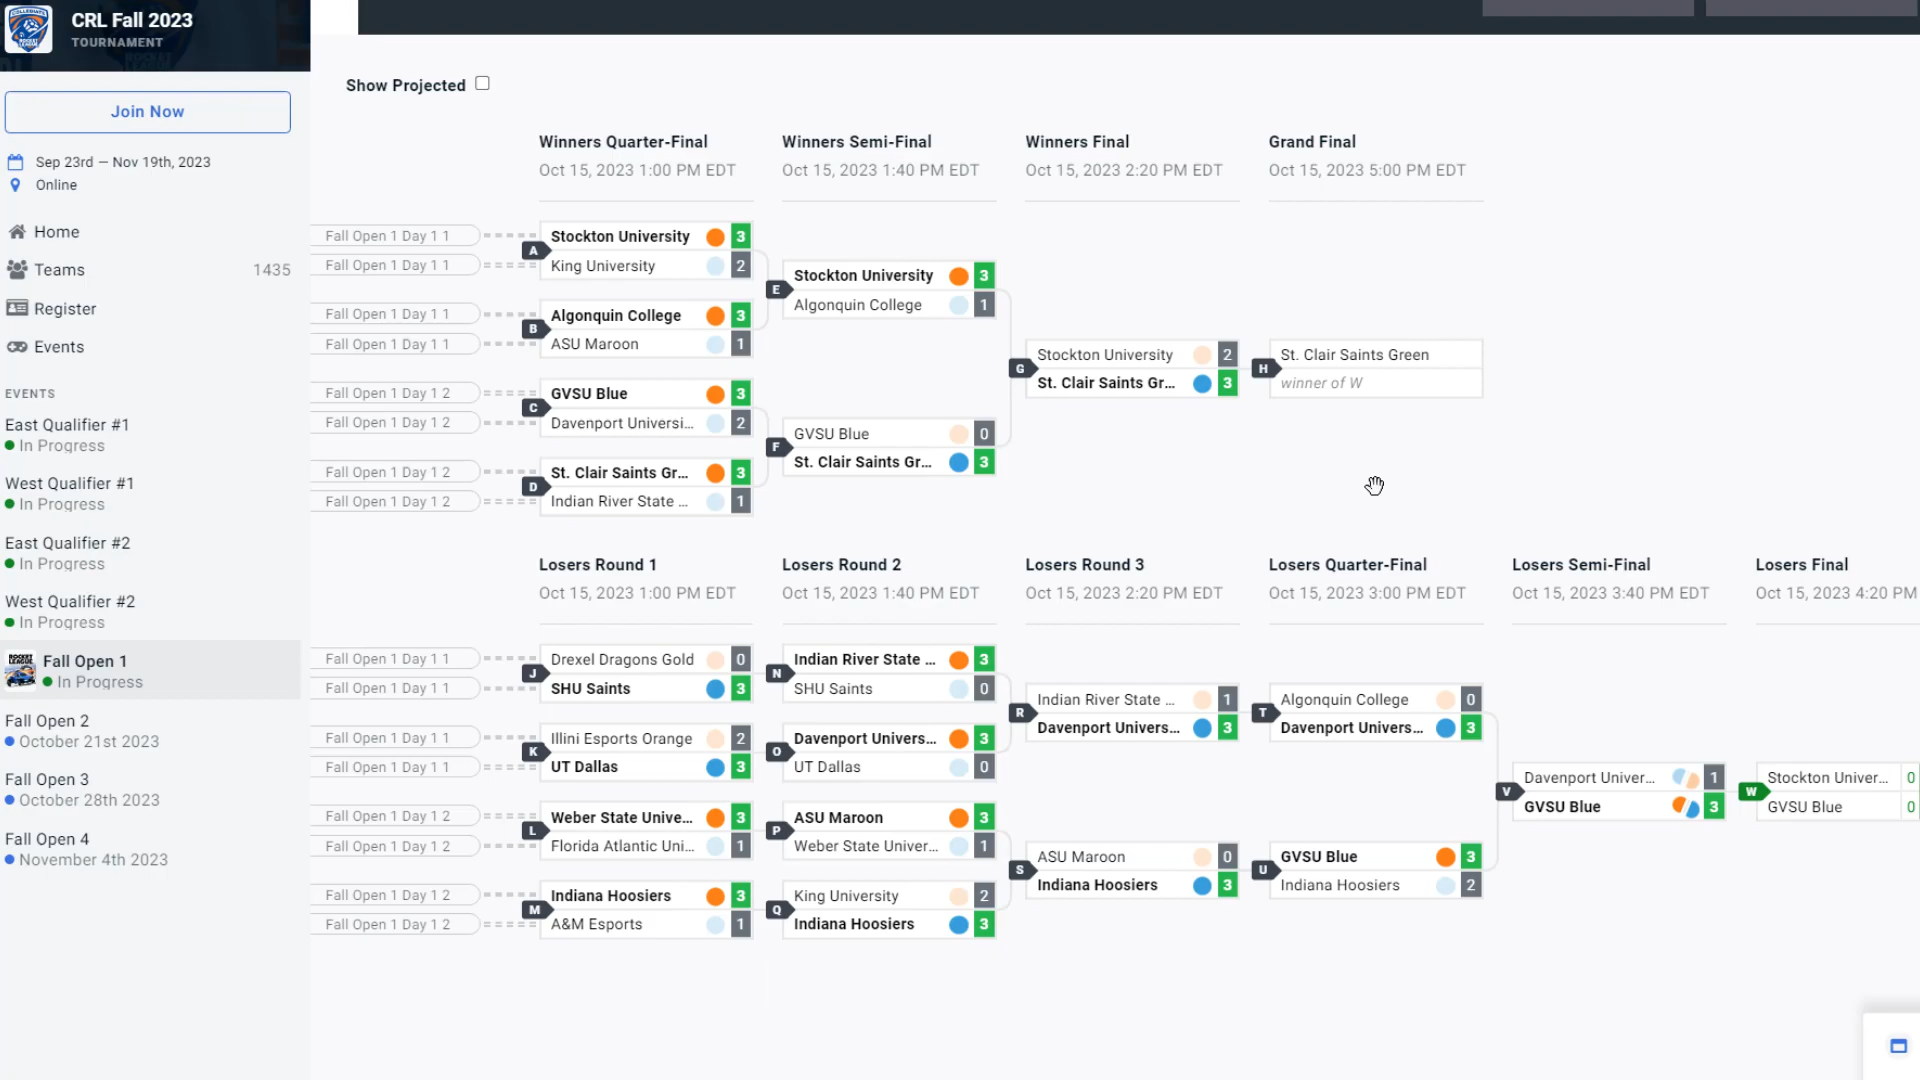 CRL Fall 2023
TOURNAMENT
Join Now
Sep 23rd — Nov 19th, 2023
Online
Home
Teams 1435
Register
Events
EVENTS
East Qualifier #1
In Progress
West Qualifier #1
In Progress
East Qualifier #2
In Progress
West Qualifier #2
In Progress
Fall Open 1
In Progress
Fall Open 2
October 21st 2023
Fall Open 3
October 28th 2023
Fall Open 4
November 4th 2023
Show Projected
Winners Quarter-Final
Oct 15, 2023 1:00 PM EDT
Fall Open 1 Day 1 1
Fall Open 1 Day 1 1
A
Stockton University 3
King University 2
Fall Open 1 Day 1 1
Fall Open 1 Day 1 1
B
Algonquin College 3
ASU Maroon 1
Fall Open 1 Day 1 2
Fall Open 1 Day 1 2
C
GVSU Blue 3
Davenport Universi... 2
Fall Open 1 Day 1 2
Fall Open 1 Day 1 2
D
St. Clair Saints Gr... 3
Indian River State ... 1
Winners Semi-Final
Oct 15, 2023 1:40 PM EDT
E
Stockton University 3
Algonquin College 1
F
GVSU Blue 0
St. Clair Saints Gr... 3
Winners Final
Oct 15, 2023 2:20 PM EDT
G
Stockton University 2
St. Clair Saints Gr... 3
Grand Final
Oct 15, 2023 5:00 PM EDT
H
St. Clair Saints Green
winner of W
Losers Round 1
Oct 15, 2023 1:00 PM EDT
Fall Open 1 Day 1 1
Fall Open 1 Day 1 1
J
Drexel Dragons Gold 0
SHU Saints 3
Fall Open 1 Day 1 1
Fall Open 1 Day 1 1
K
Illini Esports Orange 2
UT Dallas 3
Fall Open 1 Day 1 2
Fall Open 1 Day 1 2
L
Weber State Unive... 3
Florida Atlantic Uni... 1
Fall Open 1 Day 1 2
Fall Open 1 Day 1 2
M
Indiana Hoosiers 3
A&M Esports 1
Losers Round 2
Oct 15, 2023 1:40 PM EDT
N
Indian River State ... 3
SHU Saints 0
O
Davenport Univers... 3
UT Dallas 0
P
ASU Maroon 3
Weber State Univer... 1
Q
King University 2
Indiana Hoosiers 3
Losers Round 3
Oct 15, 2023 2:20 PM EDT
R
Indian River State ... 1
Davenport Univers... 3
S
ASU Maroon 0
Indiana Hoosiers 3
Losers Quarter-Final
Oct 15, 2023 3:00 PM EDT
T
Algonquin College 0
Davenport Univers... 3
U
GVSU Blue 3
Indiana Hoosiers 2
Losers Semi-Final
Oct 15, 2023 3:40 PM EDT
V
Davenport Univer... 1
GVSU Blue 3
Losers Final
Oct 15, 2023 4:20 PM
W
Stockton Univer... 0
GVSU Blue 0